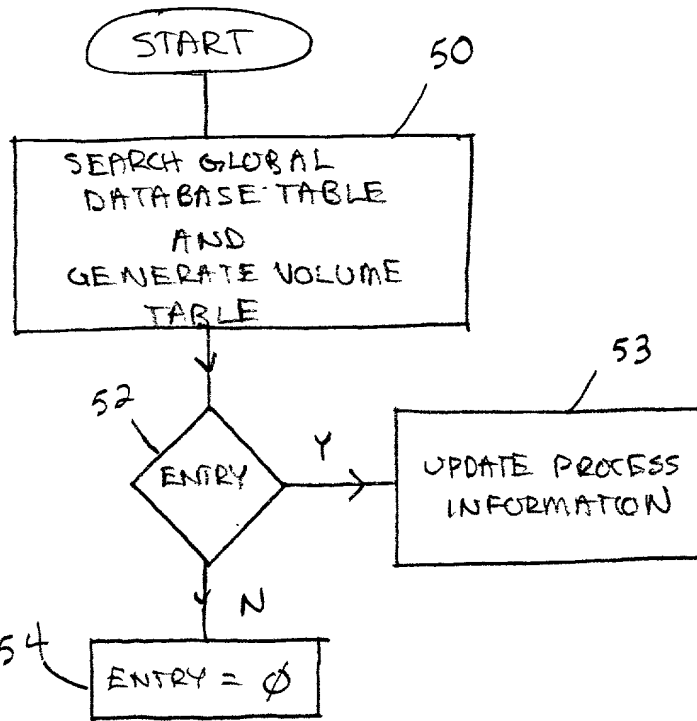 START
50
SEARCH GLOBAL
DATABASE TABLE
AND
GENERATE VOLUME
TABLE
52
ENTRY
Y
53
UPDATE PROCESS
INFORMATION
N
54
ENTRY = Ø